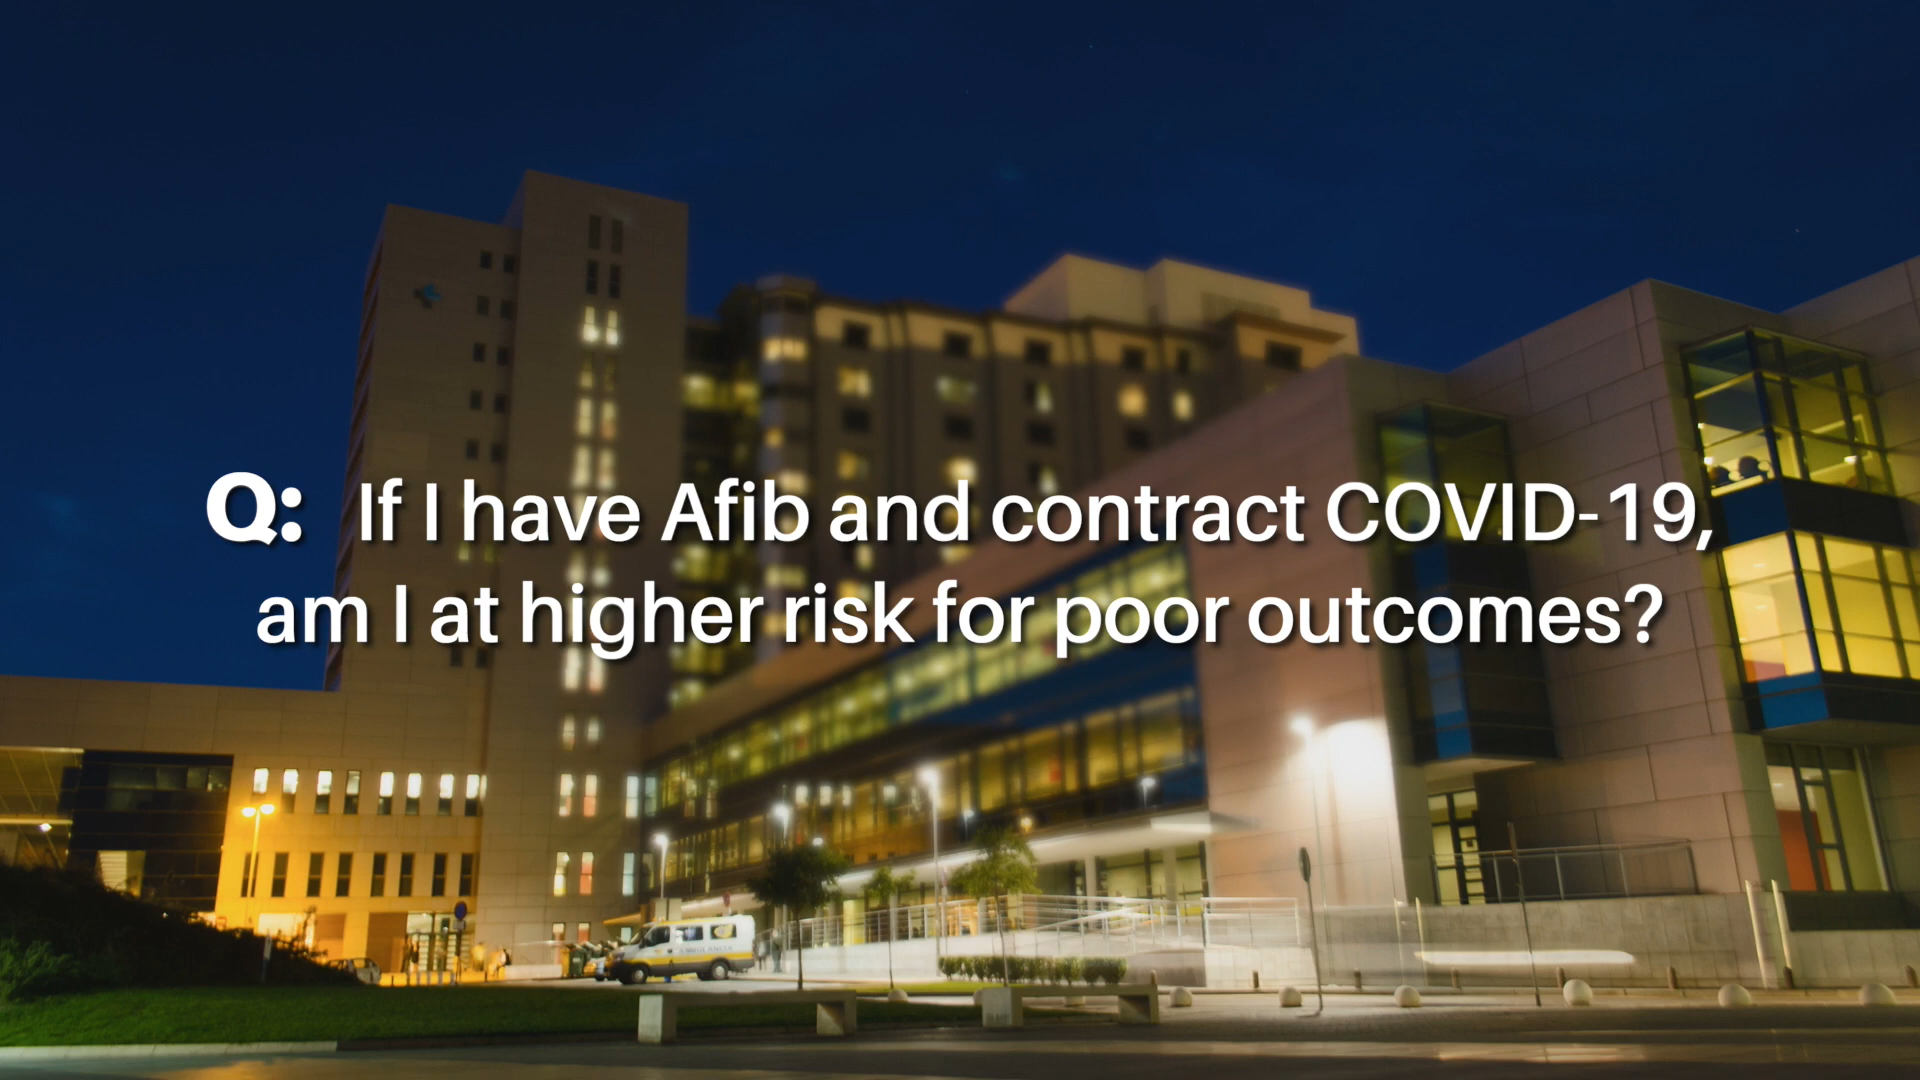 Q: If I have Afib and contract COVID-19,
am I at higher risk for poor outcomes?